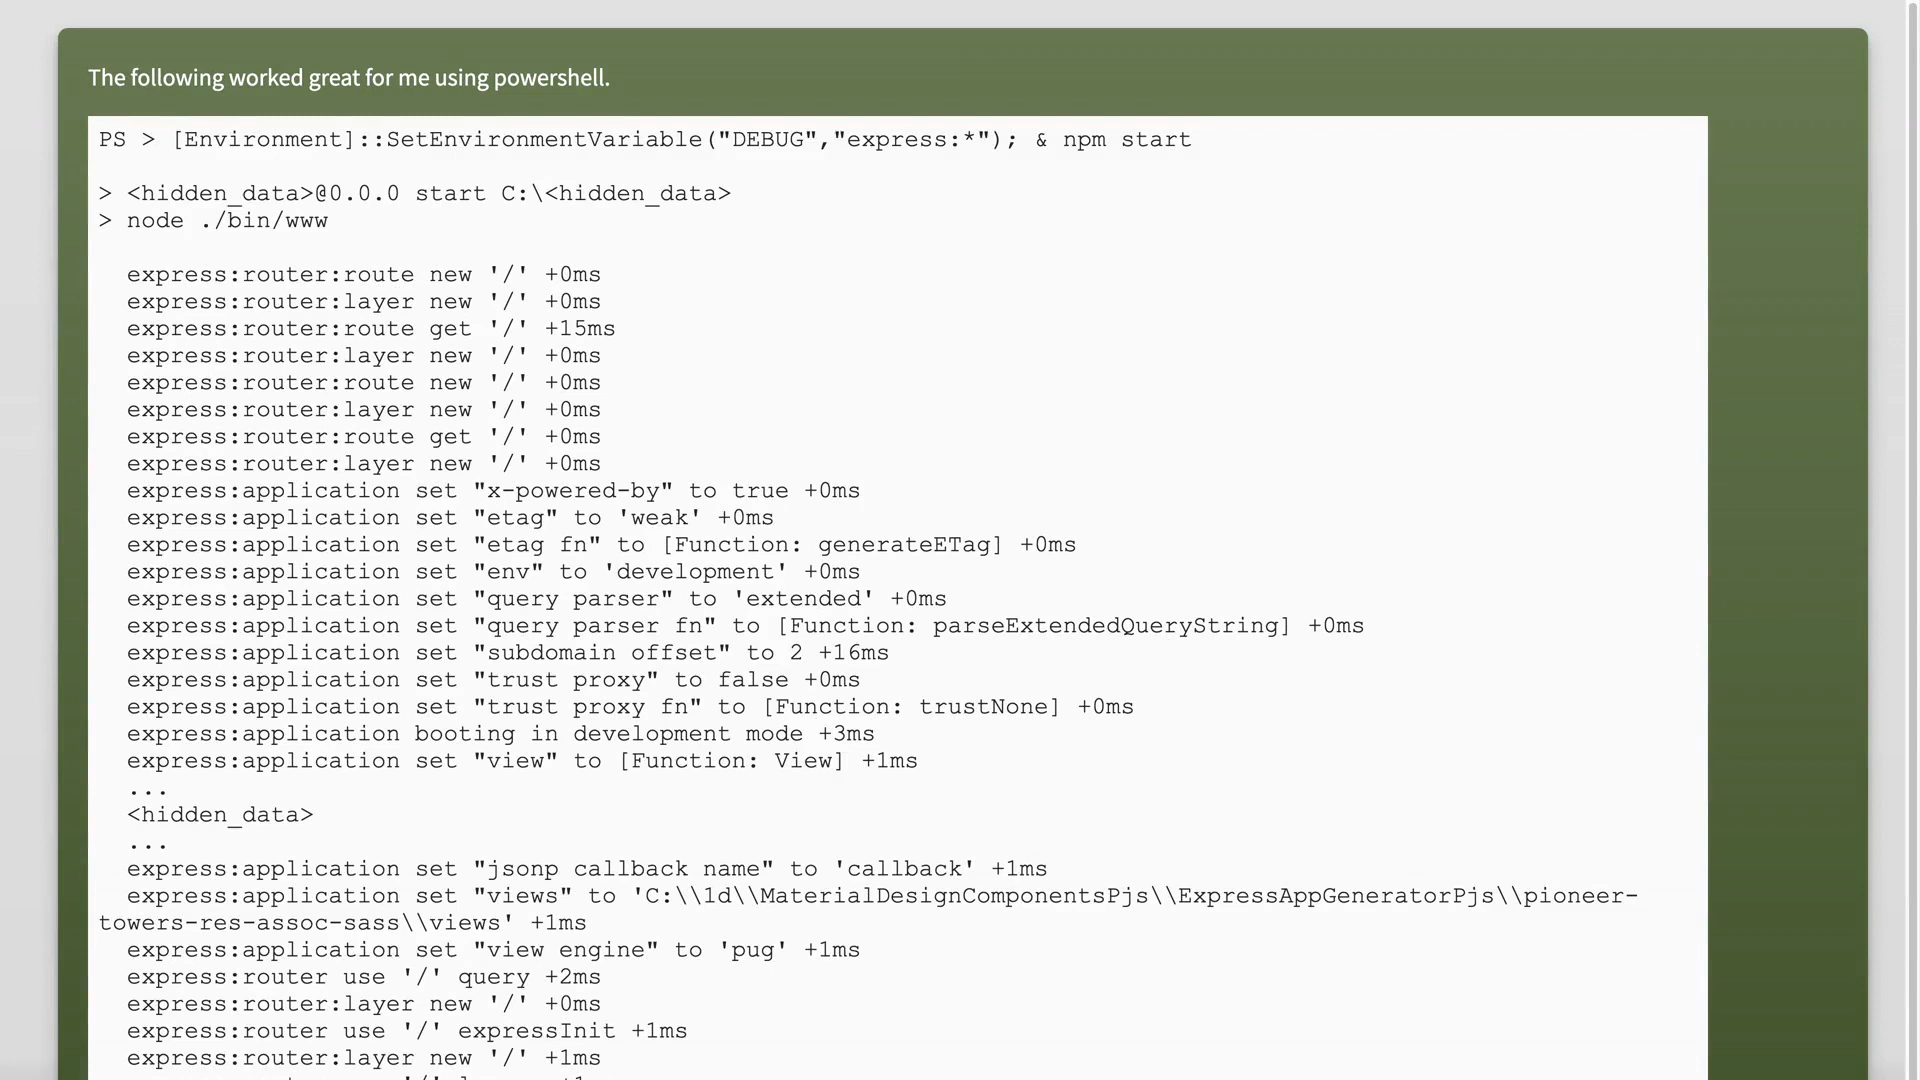 The following worked great for me using powershell.
PS > [Environment]::SetEnvironmentVariable("DEBUG","express:*"); & npm start
> <hidden_data>@0.0.0 start C:\<hidden_data>
> node ./bin/www
express:router:route new '/' +0ms
express:router:layer new '/' +0ms
express:router:route get '/' +15ms
express:router:layer new '/' +0ms
express:router:route new '/' +0ms
express:router:layer new '/' +0ms
express:router:route get '/' +0ms
express:router:layer new '/' +0ms
express:application set "x-powered-by" to true +0ms
express:application set "etag" to 'weak' +0ms
express:application set "etag fn" to [Function: generateETag] +0ms
express:application set "env" to 'development' +0ms
express:application set "query parser" to 'extended' +0ms
express:application set "query parser fn" to [Function: parseExtendedQueryString] +0ms
express:application set "subdomain offset" to 2 +16ms
express:application set "trust proxy" to false +0ms
express:application set "trust proxy fn" to [Function: trustNone] +0ms
express:application booting in development mode +3ms
express:application set "view" to [Function: View] +1ms
...
<hidden_data>
...
express:application set "jsonp callback name" to 'callback' +1ms
express:application set "views" to 'C:\\1d\\MaterialDesignComponentsPjs\\ExpressAppGeneratorPjs\\pioneer-
towers-res-assoc-sass\\views' +1ms
express:application set "view engine" to 'pug' +1ms
express:router use '/' query +2ms
express:router:layer new '/' +0ms
express:router use '/' expressInit +1ms
express:router:layer new '/' +1ms